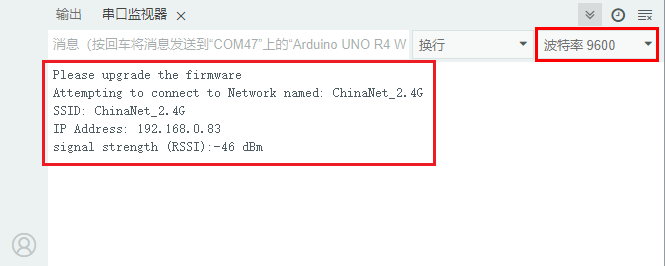 输出 串口监视器
消息（按回车将消息发送到“COM47”上的“Arduino UNO R4 W 换行 波特率 9600
Please upgrade the firmware
Attempting to connect to Network named: ChinaNet_2.4G
SSID: ChinaNet_2.4G
IP Address: 192.168.0.83
signal strength (RSSI):-46 dBm